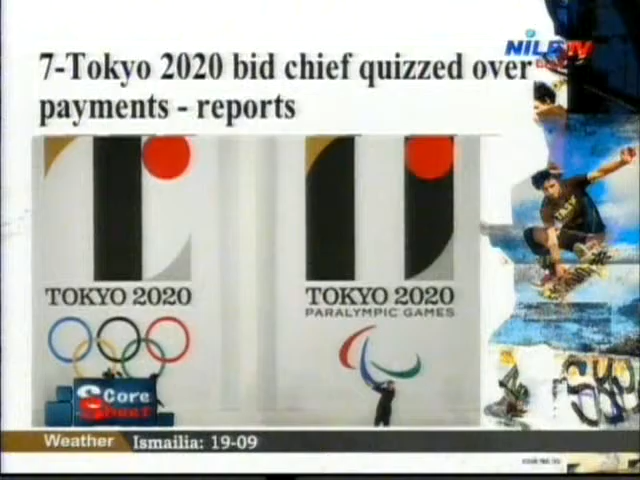 7-Tokyo 2020 bid chief quizzed over
payments - reports
NILE TV
TOKYO 2020
TOKYO 2020
PARALYMPIC GAMES
Score
Sheet
Weather
Ismailia: 19-09